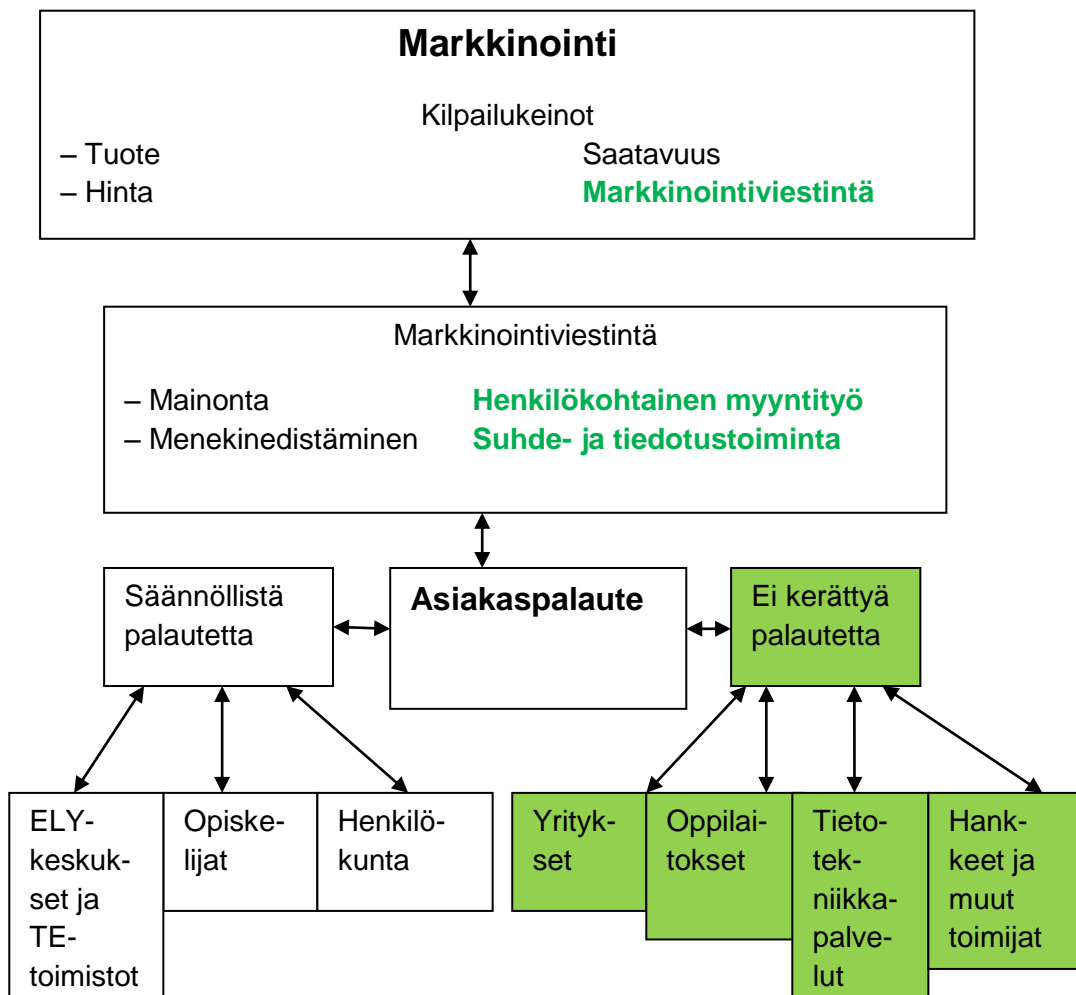 Markkinointi
Kilpailukeinot
– Tuote Saatavuus
– Hinta Markkinointiviestintä
Markkinointiviestintä
– Mainonta Henkilökohtainen myyntityö
– Menekinedistäminen Suhde- ja tiedotustoiminta
Säännöllistä
palautetta
Asiakaspalaute
Ei kerättyä
palautetta
ELY-
keskuk-
set ja
TE-
toimistot
Opiske-
lijat
Henkilö-
kunta
Yrityk-
set
Oppilai-
tokset
Tieto-
tek-
niikka-
palve-
lut
Hank-
keet ja
muut
toimijat